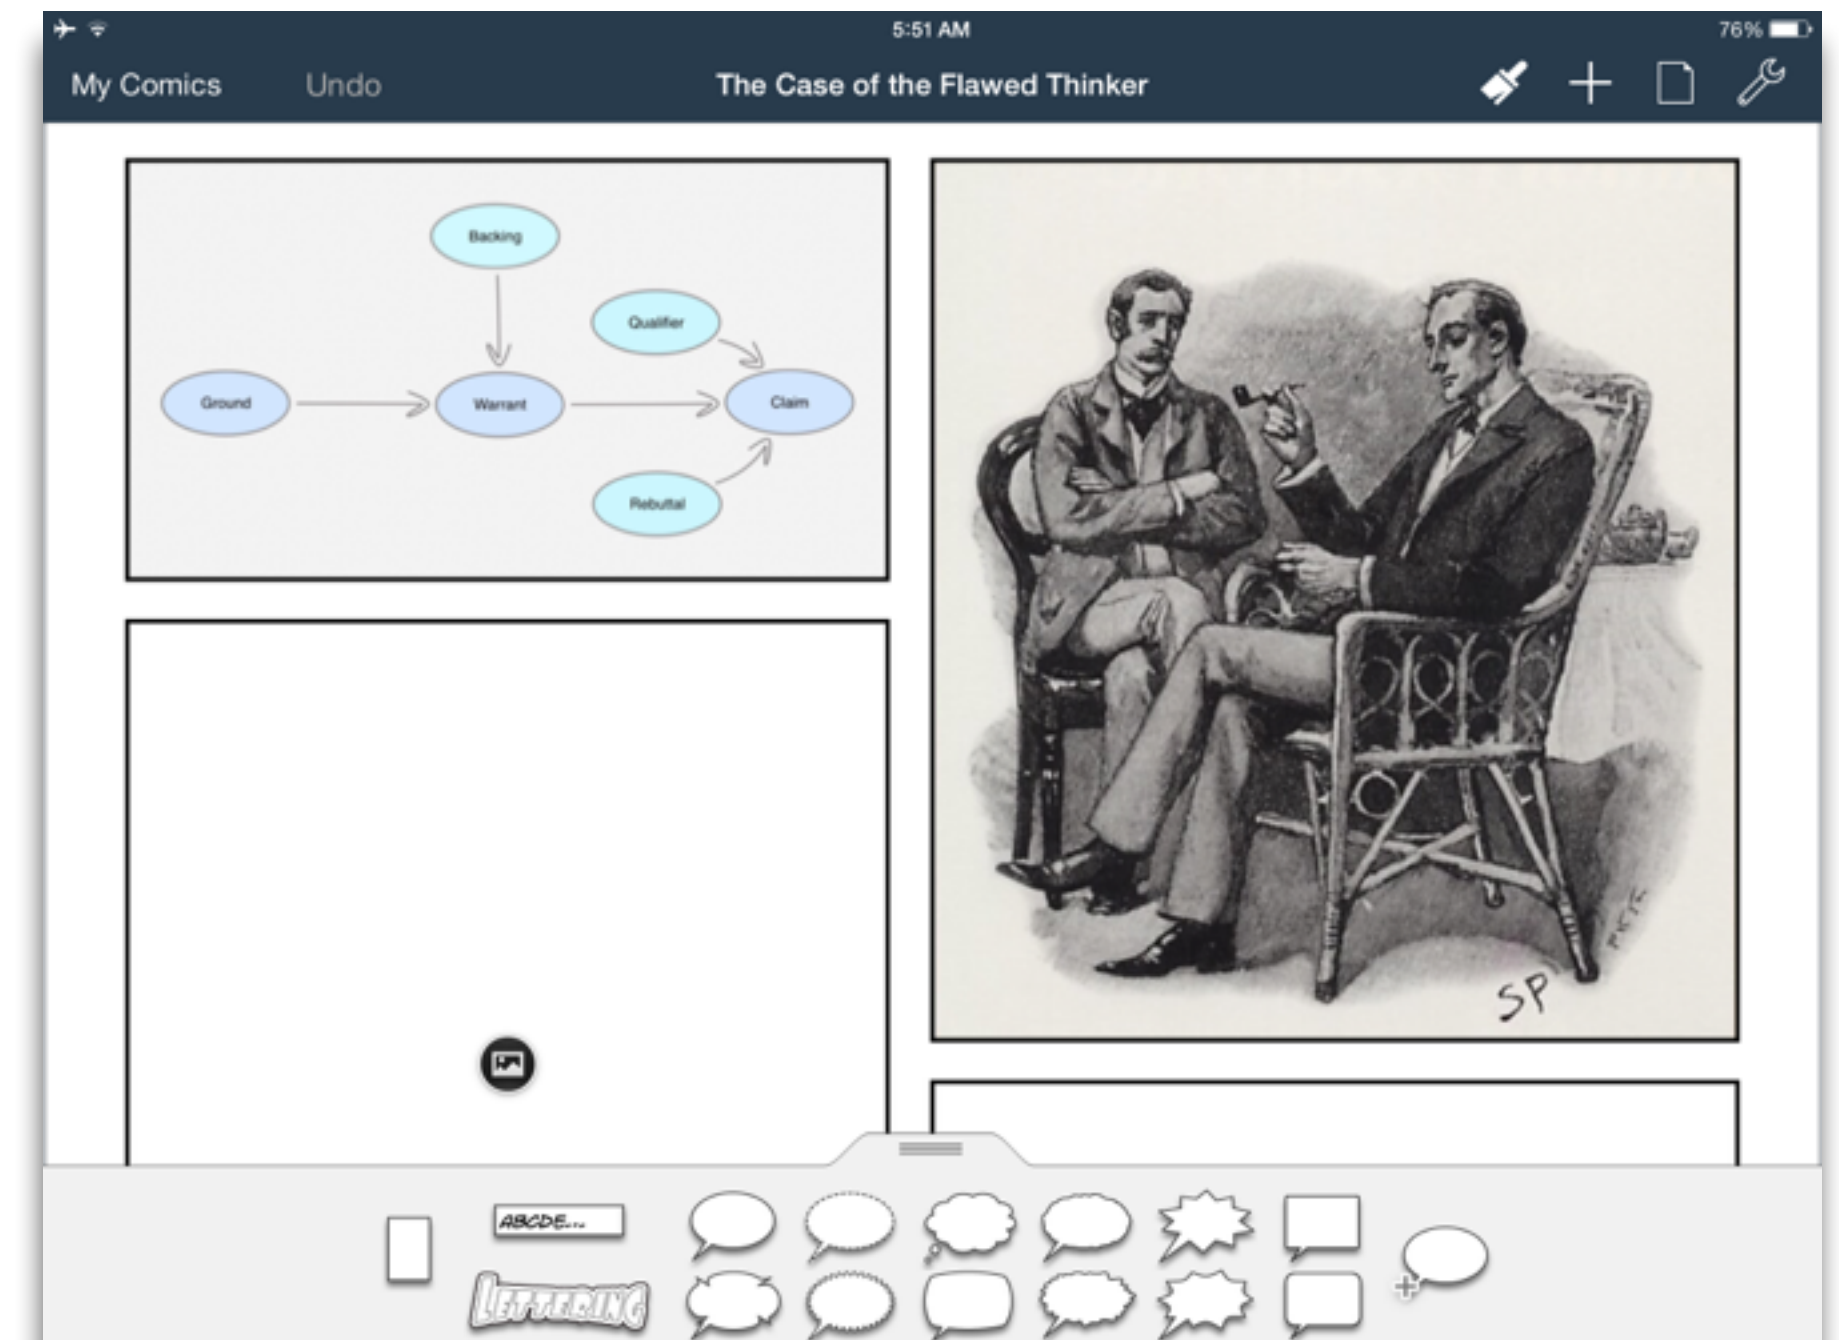 5:51 AM
76%
My Comics
Undo
The Case of the Flawed Thinker
Backing
Qualifier
Ground
Warrant
Claim
Rebuttal
SP
ABCDE...
LETTERING